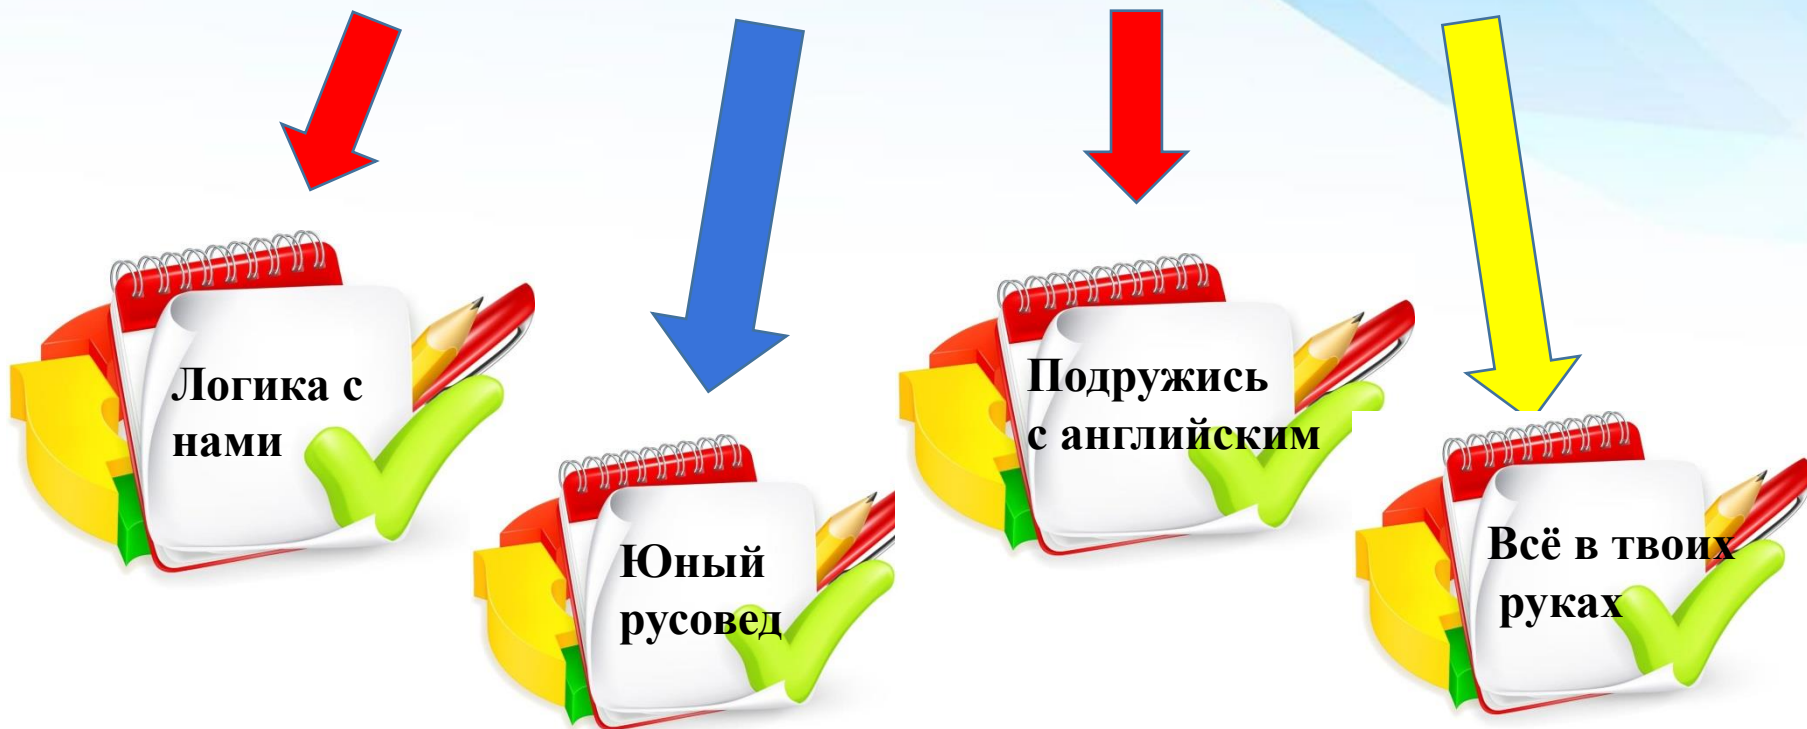 Логика с
нами
Юный
русовед
Подружись
с английским
Всё в твоих
руках